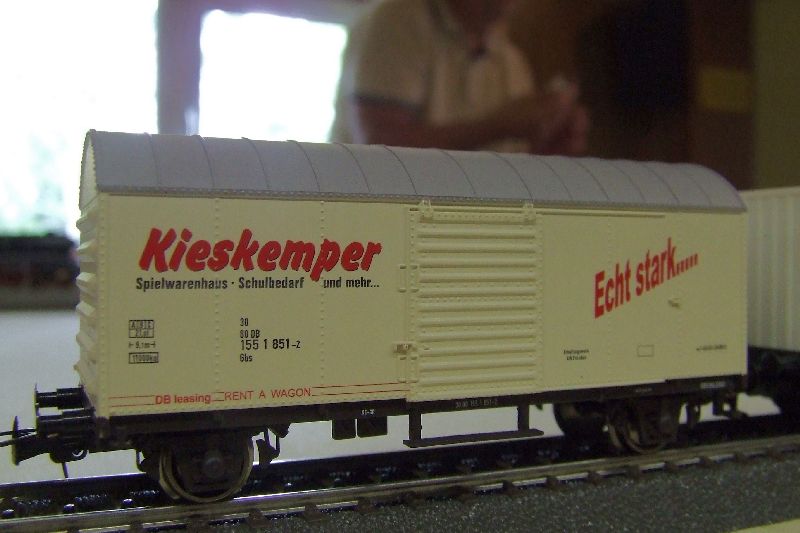 Kieskemper
Spielwarenhaus · Schulbedarf und mehr...
Echt stark.....
30
80 DB
155 1 851-2
Gbs
DB leasing RENT A WAGON